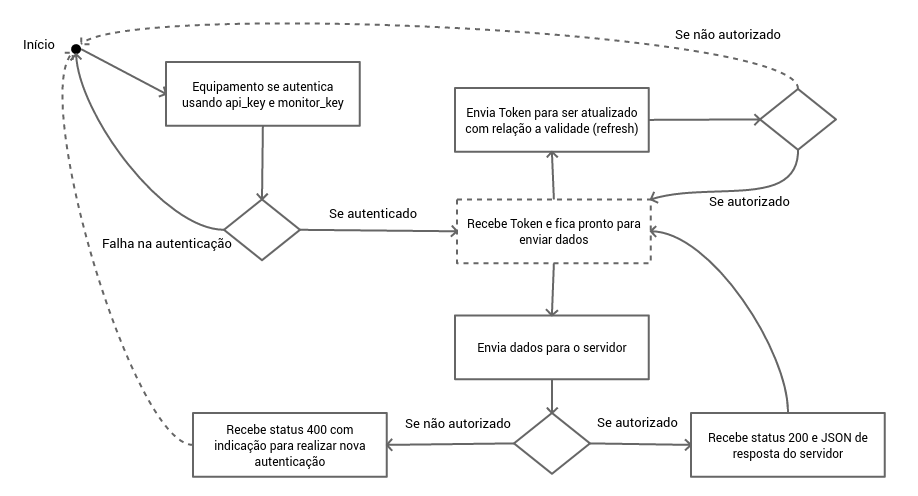 Início
Se não autorizado
Equipamento se autentica
usando api_key e monitor_key
Envia Token para ser atualizado
com relação a validade (refresh)
Se autorizado
Se autenticado
Recebe Token e fica pronto para
enviar dados
Falha na autenticação
Envia dados para o servidor
Se não autorizado
Se autorizado
Recebe status 400 com
indicação para realizar nova
autenticação
Recebe status 200 e JSON de
resposta do servidor